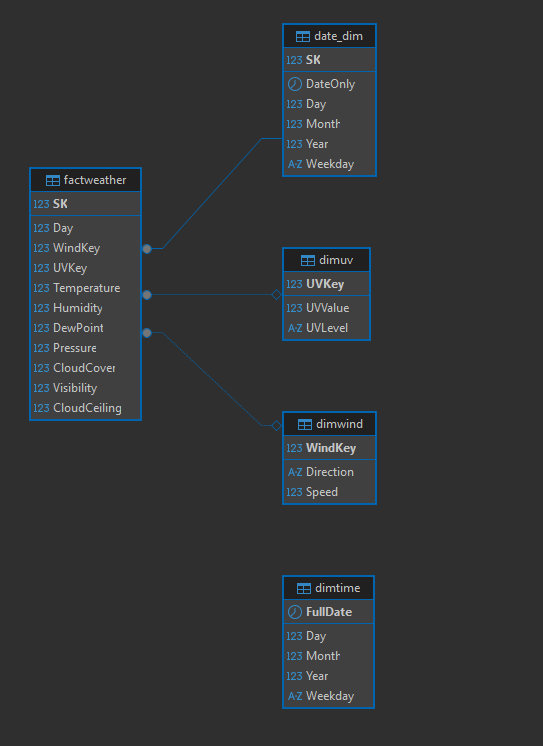 date_dim
123 SK
DateOnly
123 Day
123 Month
123 Year
A-Z Weekday
factweather
123 SK
123 Day
123 WindKey
123 UVKey
123 Temperature
123 Humidity
123 DewPoint
123 Pressure
123 CloudCover
123 Visibility
123 CloudCeiling
dimuv
123 UVKey
123 UVValue
A-Z UVLevel
dimwind
123 WindKey
A-Z Direction
123 Speed
dimtime
FullDate
123 Day
123 Month
123 Year
A-Z Weekday